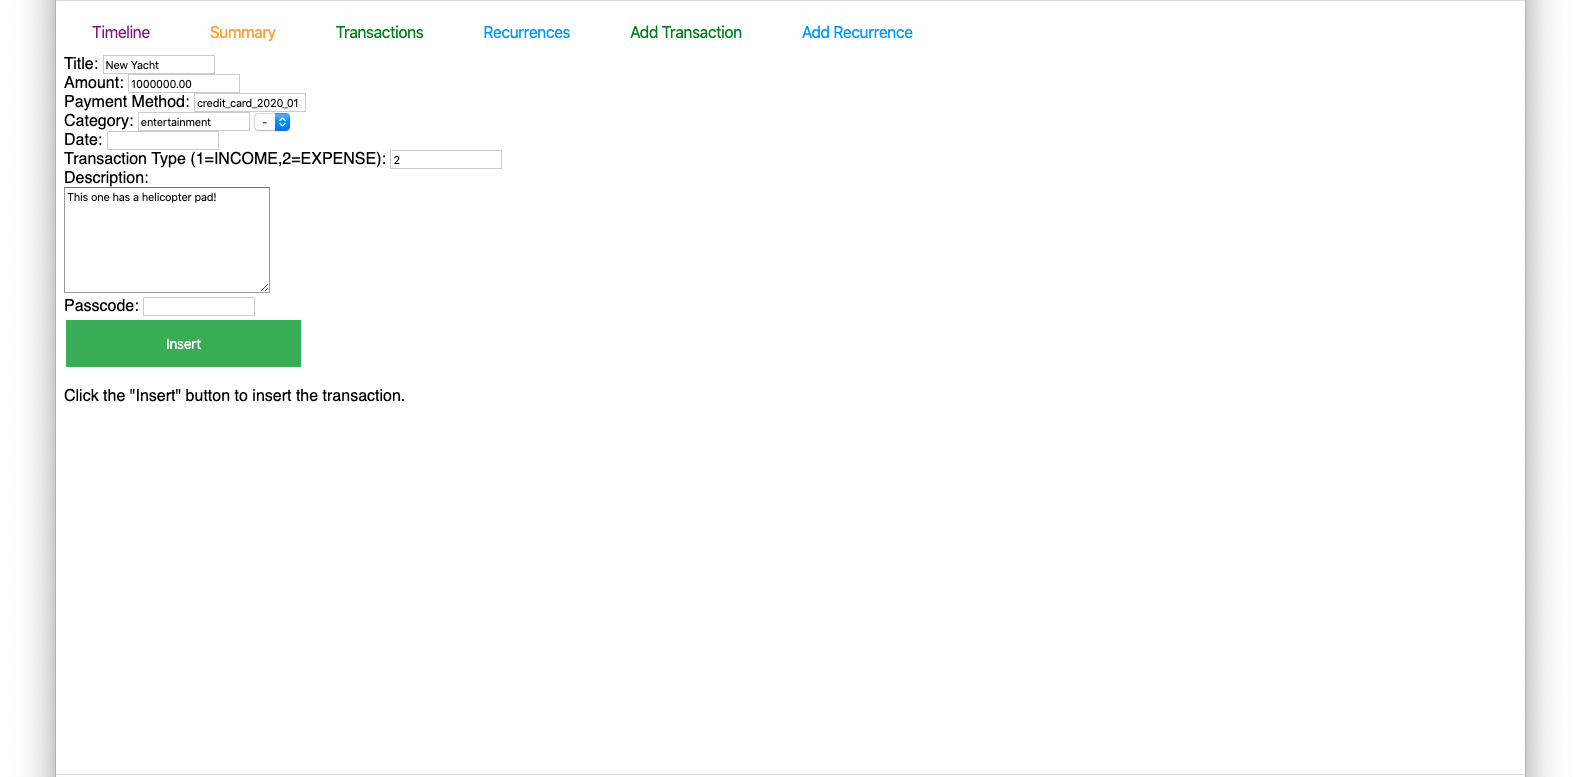 Timeline Summary Transactions Recurrences Add Transaction Add Recurrence
Title: New Yacht
Amount: 1000000.00
Payment Method: credit_card_2020_01
Category: entertainment -
Date:
Transaction Type (1=INCOME,2=EXPENSE): 2
Description:
This one has a helicopter pad!
Passcode:
Insert
Click the "Insert" button to insert the transaction.